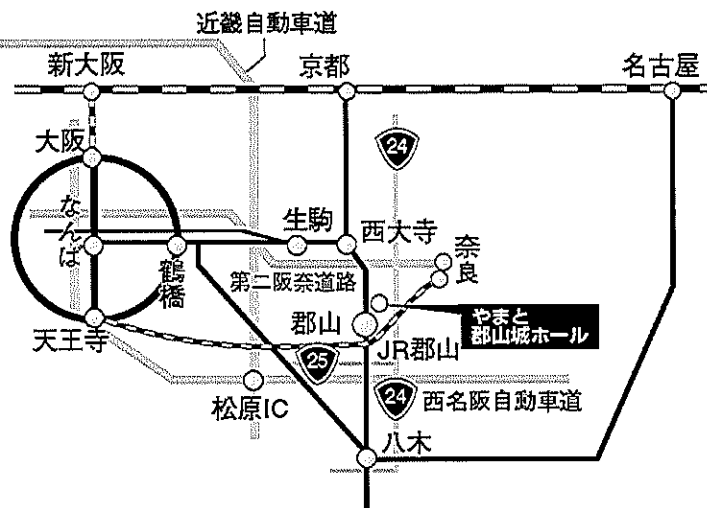 近畿自動車道
新大阪
京都
名古屋
大阪
24
なんば
鶴橋
生駒
西大寺
奈良
第二阪奈道路
天王寺
郡山
やまと
郡山城ホール
JR郡山
25
松原IC
24
西名阪自動車道
八木